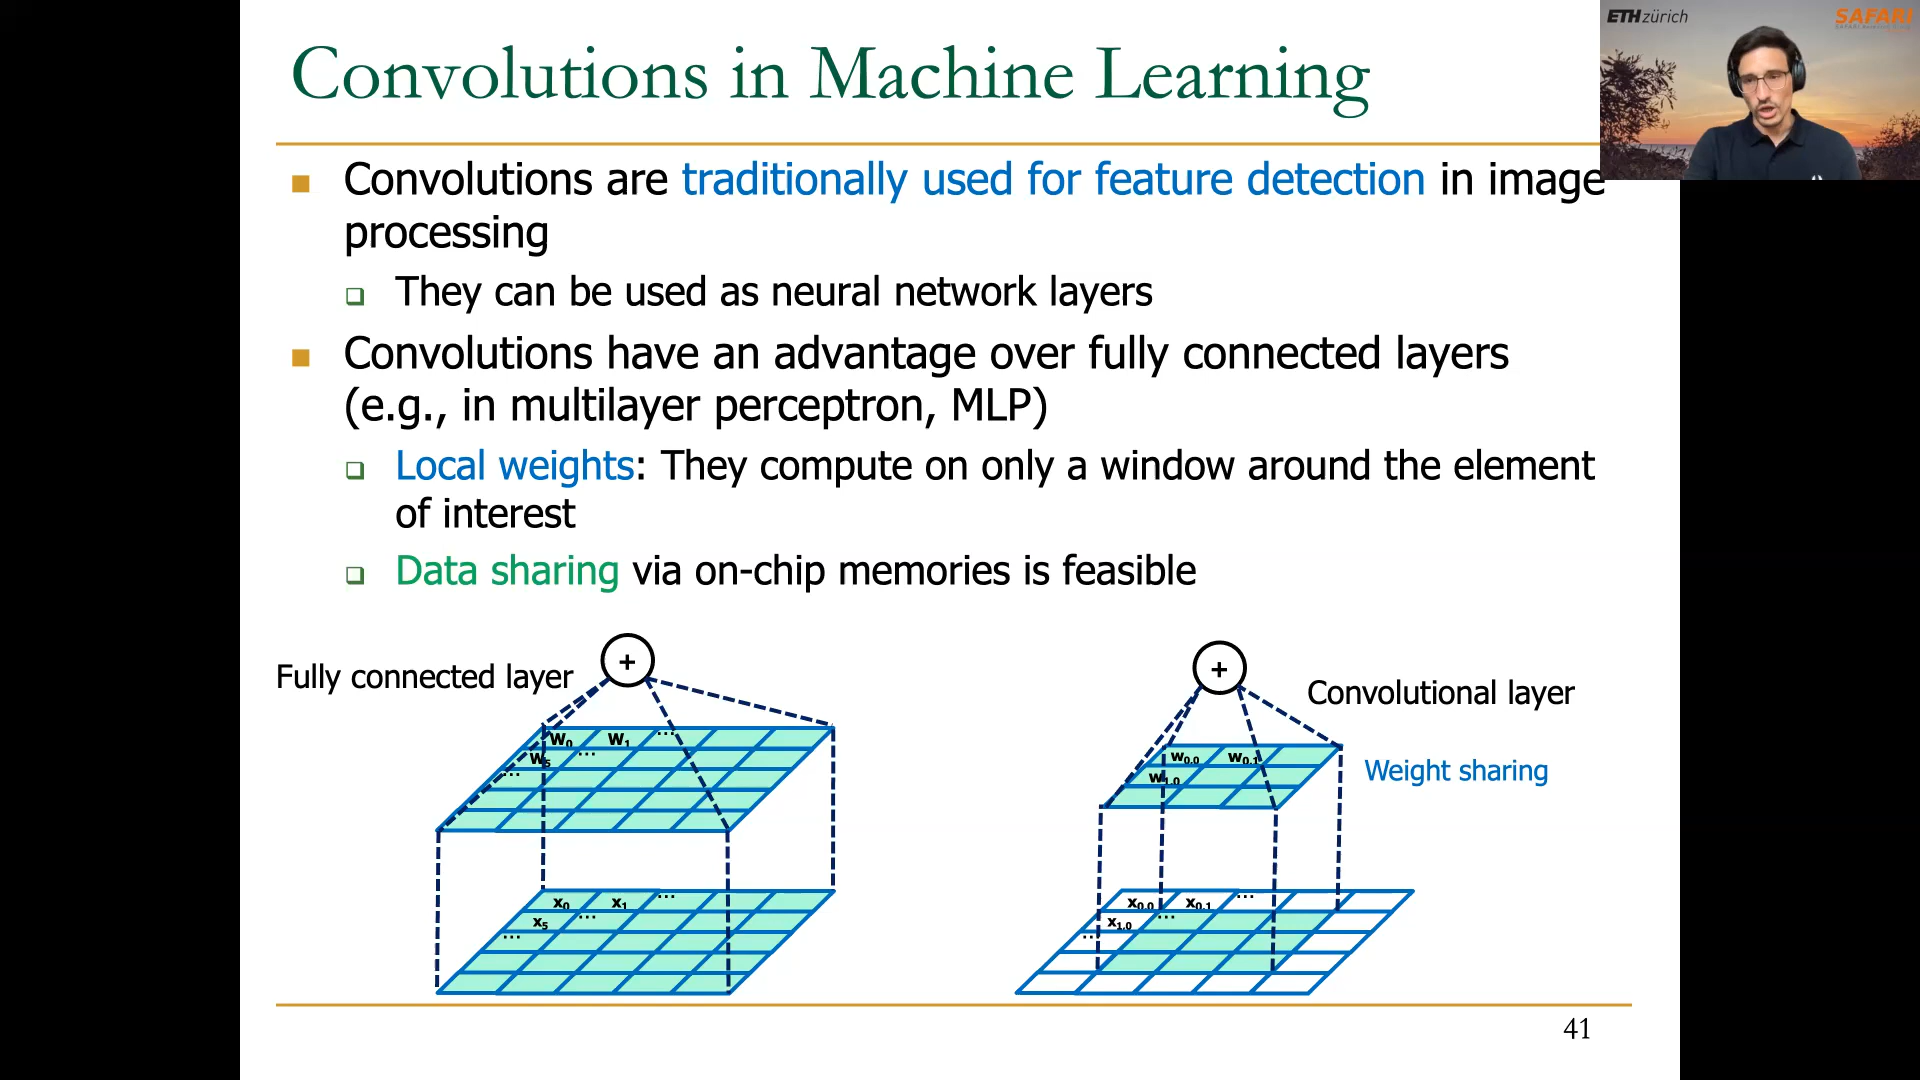 Convolutions in Machine Learning
ETH zürich
SAFARI
Convolutions are traditionally used for feature detection in image
processing
They can be used as neural network layers
Convolutions have an advantage over fully connected layers
(e.g., in multilayer perceptron, MLP)
Local weights: They compute on only a window around the element
of interest
Data sharing via on-chip memories is feasible
Fully connected layer
+
W0 W1 ...
W5 ...
...
x0 x1 ...
x5 ...
...
+
Convolutional layer
Weight sharing
W0,0 W0,1
W1,0
x0,0 x0,1 ...
x1,0 ...
...
41